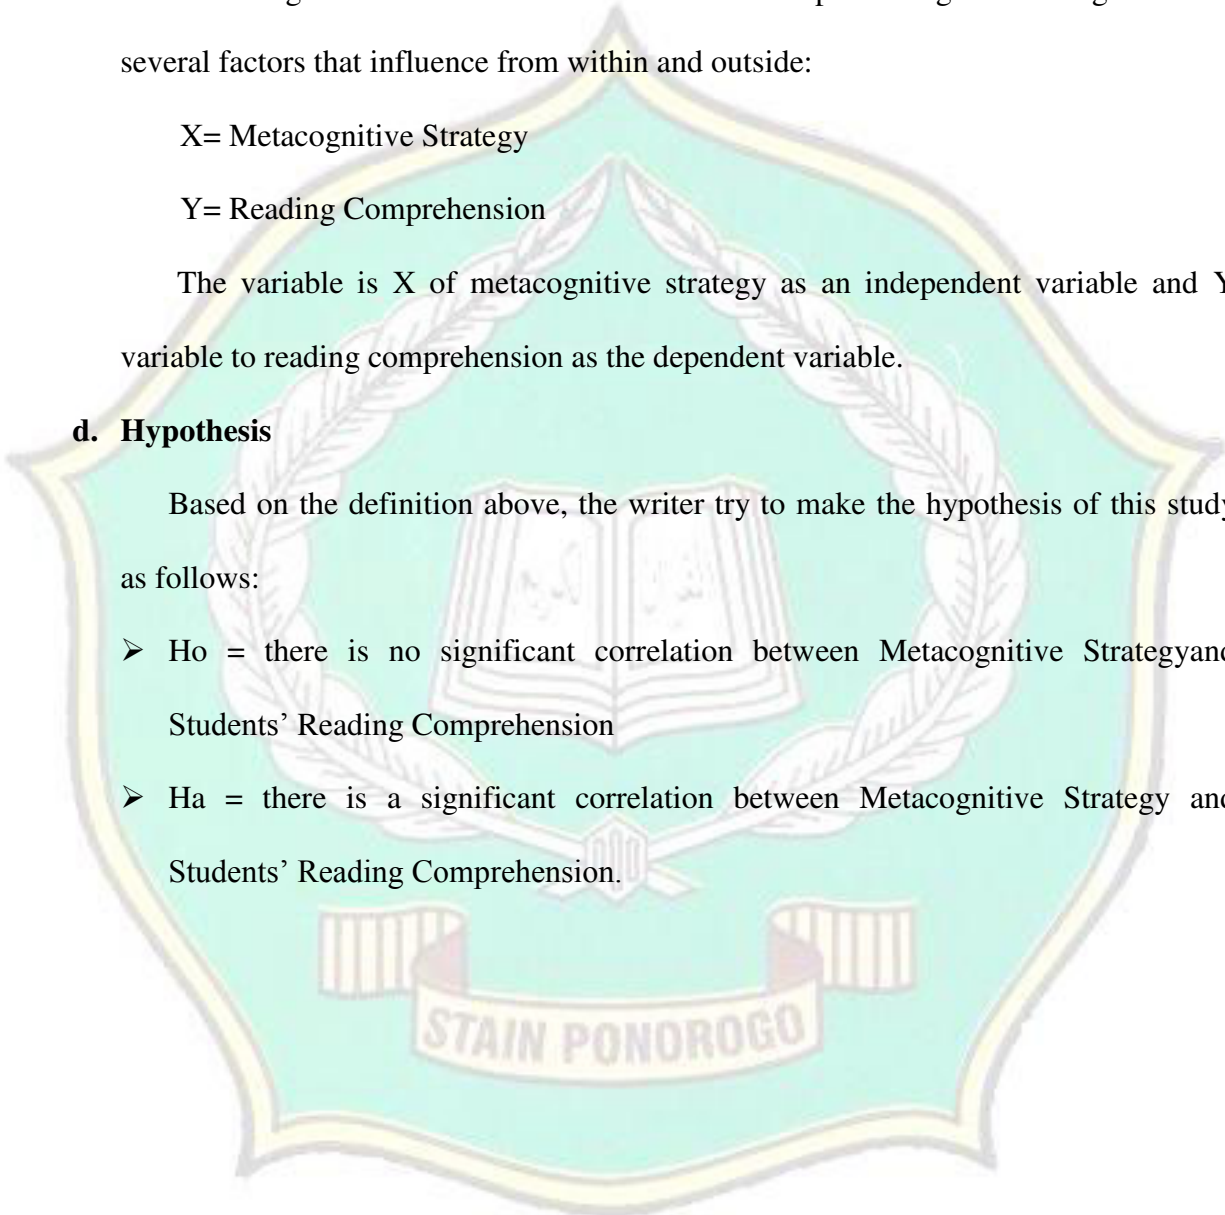 several factors that influence from within and outside:
X= Metacognitive Strategy
Y= Reading Comprehension
The variable is X of metacognitive strategy as an independent variable and Y
variable to reading comprehension as the dependent variable.
d. Hypothesis
Based on the definition above, the writer try to make the hypothesis of this study
as follows:
➢ Ho = there is no significant correlation between Metacognitive Strategyand
Students’ Reading Comprehension
➢ Ha = there is a significant correlation between Metacognitive Strategy and
Students’ Reading Comprehension.
STAIN PONOROGO